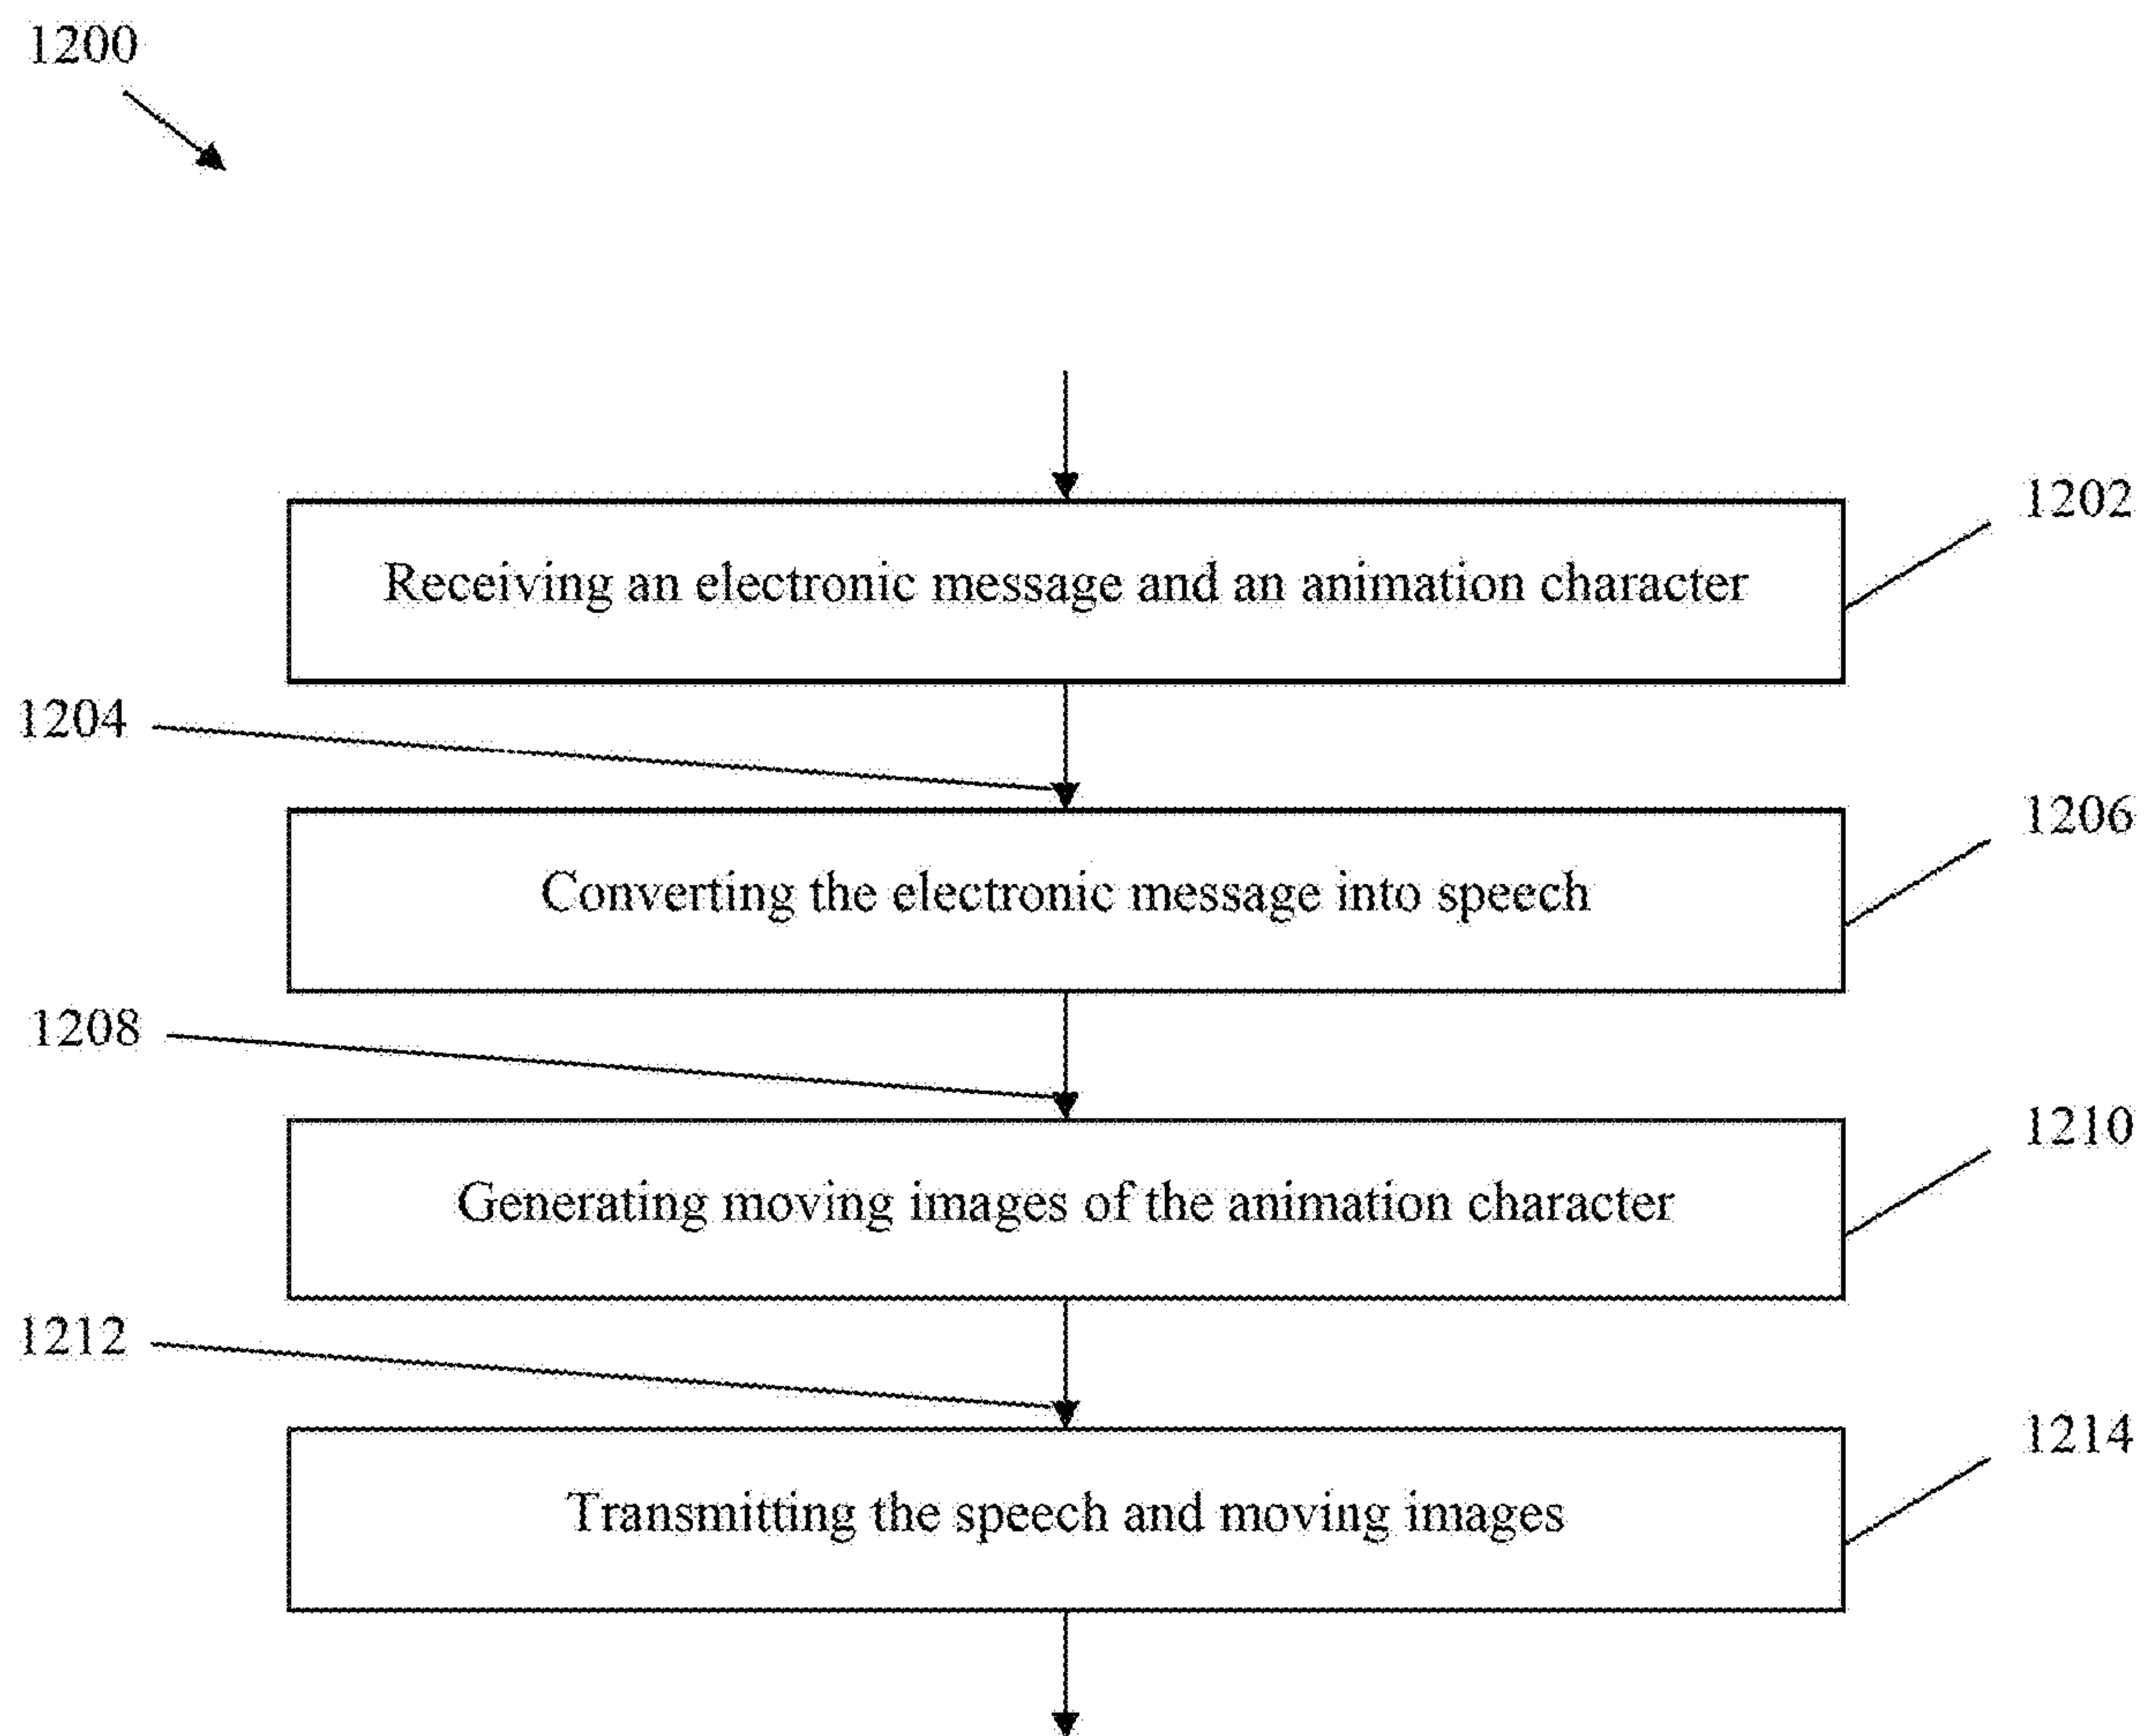 1200
1202
Receiving an electronic message and an animation character
1204
1206
Converting the electronic message into speech
1208
1210
Generating moving images of the animation character
1212
1214
Transmitting the speech and moving images